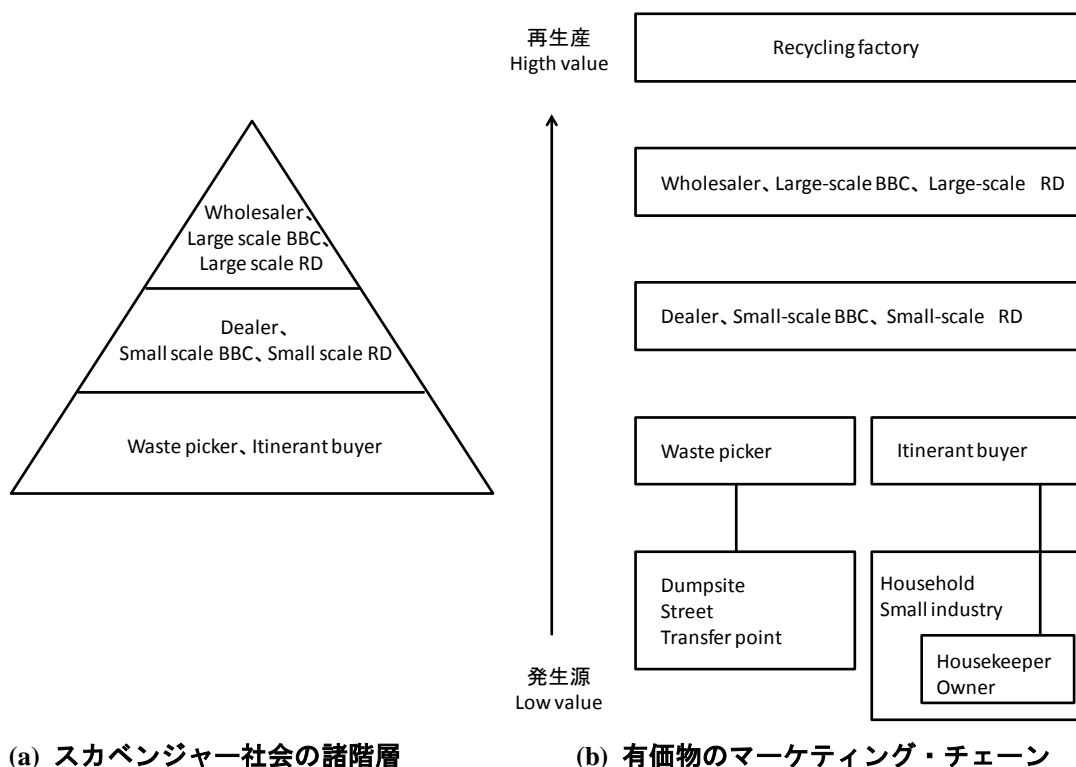 Wholesaler、
Large scale BBC、
Large scale RD
Dealer、
Small scale BBC、Small scale RD
Waste picker、Itinerant buyer
(a) スカベンジャー社会の諸階層
再生産
Higth value
発生源
Low value
Recycling factory
Wholesaler、Large-scale BBC、Large-scale RD
Dealer、Small-scale BBC、Small-scale RD
Waste picker
Itinerant buyer
Dumpsite
Street
Transfer point
Household
Small industry
Housekeeper
Owner
(b) 有価物のマーケティング・チェーン